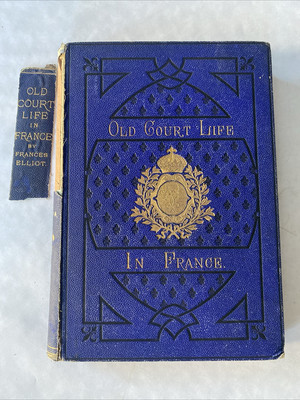 OLD
COURT
LIFE
IN
FRANCE
BY
FRANCES
ELLIOT.
OLD COURT LIFE
IN FRANCE.